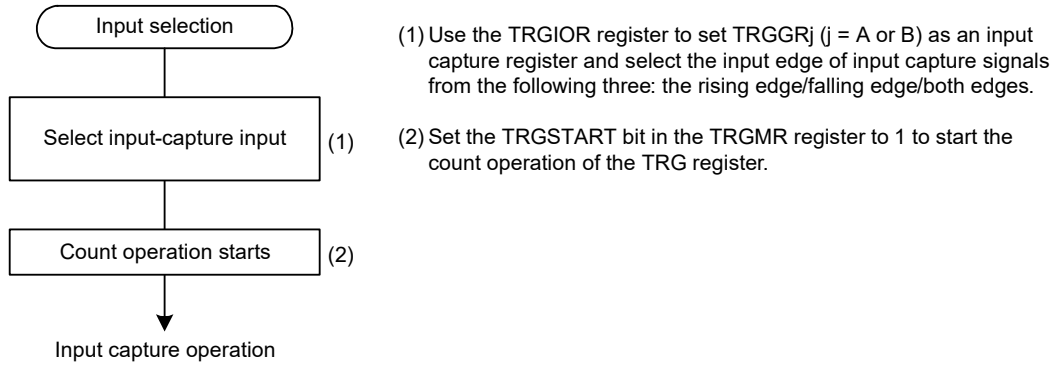 Input selection
Select input-capture input
(1)
Count operation starts
(2)
Input capture operation
(1) Use the TRGIOR register to set TRGGRj (j = A or B) as an input
capture register and select the input edge of input capture signals
from the following three: the rising edge/falling edge/both edges.
(2) Set the TRGSTART bit in the TRGMR register to 1 to start the
count operation of the TRG register.